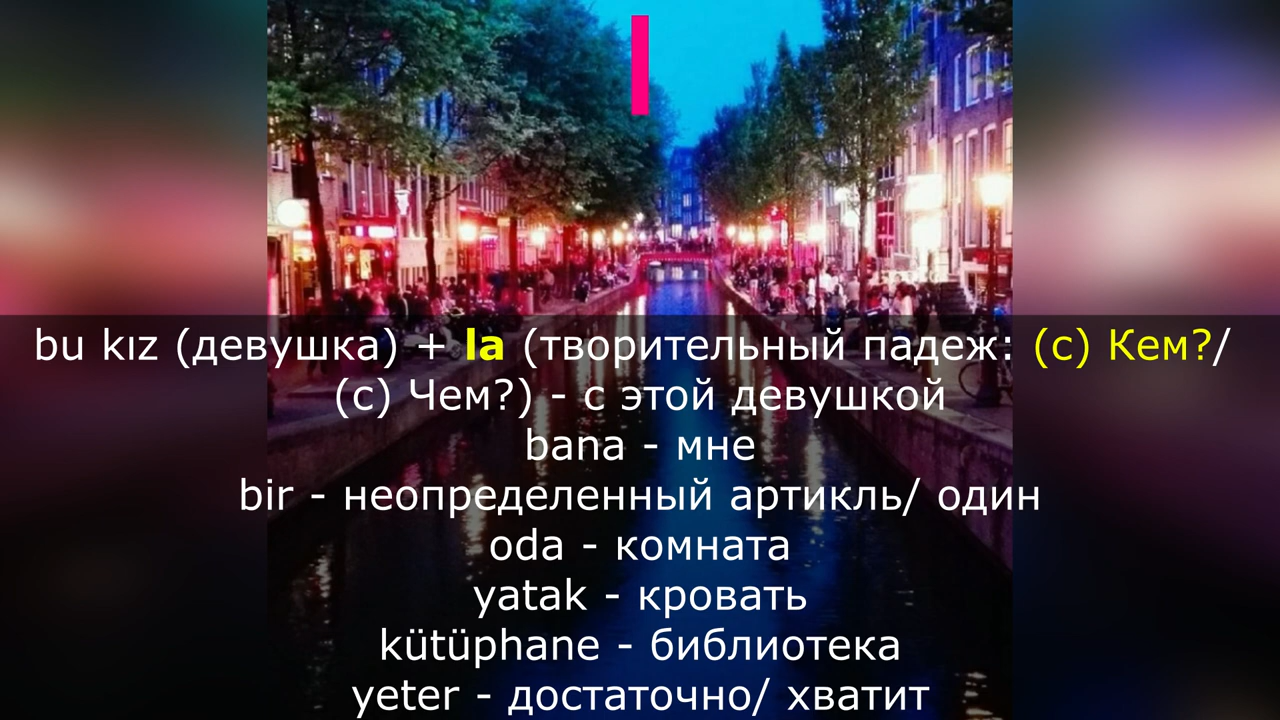 bu kız (девушка) + la (творительный падеж: (с) Кем?/
(с) Чем?) - с этой девушкой
bana - мне
bir - неопределенный артикль/ один
oda - комната
yatak - кровать
kütüphane - библиотека
yeter - достаточно/ хватит